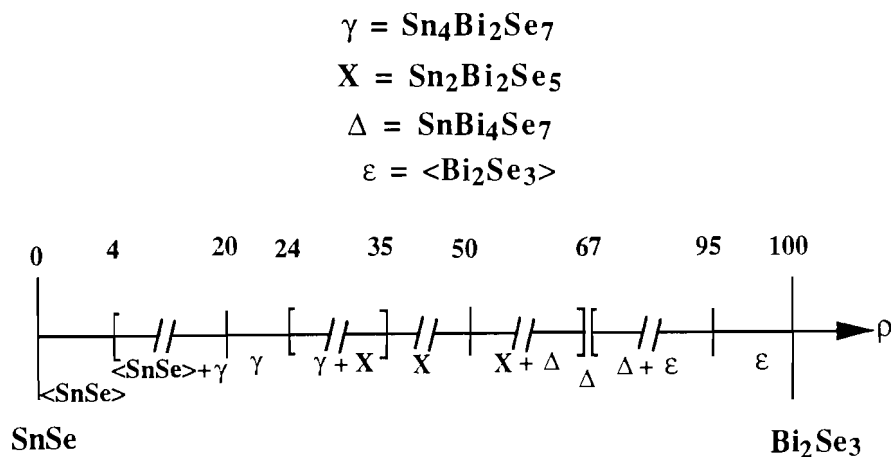 γ = Sn₄Bi₂Se₇
X = Sn₂Bi₂Se₅
Δ = SnBi₄Se₇
ε = <Bi₂Se₃>
0 4 20 24 35 50 67 95 100
ρ
<SnSe> <SnSe>+γ γ γ + X X X + Δ Δ Δ + ε ε
SnSe Bi₂Se₃